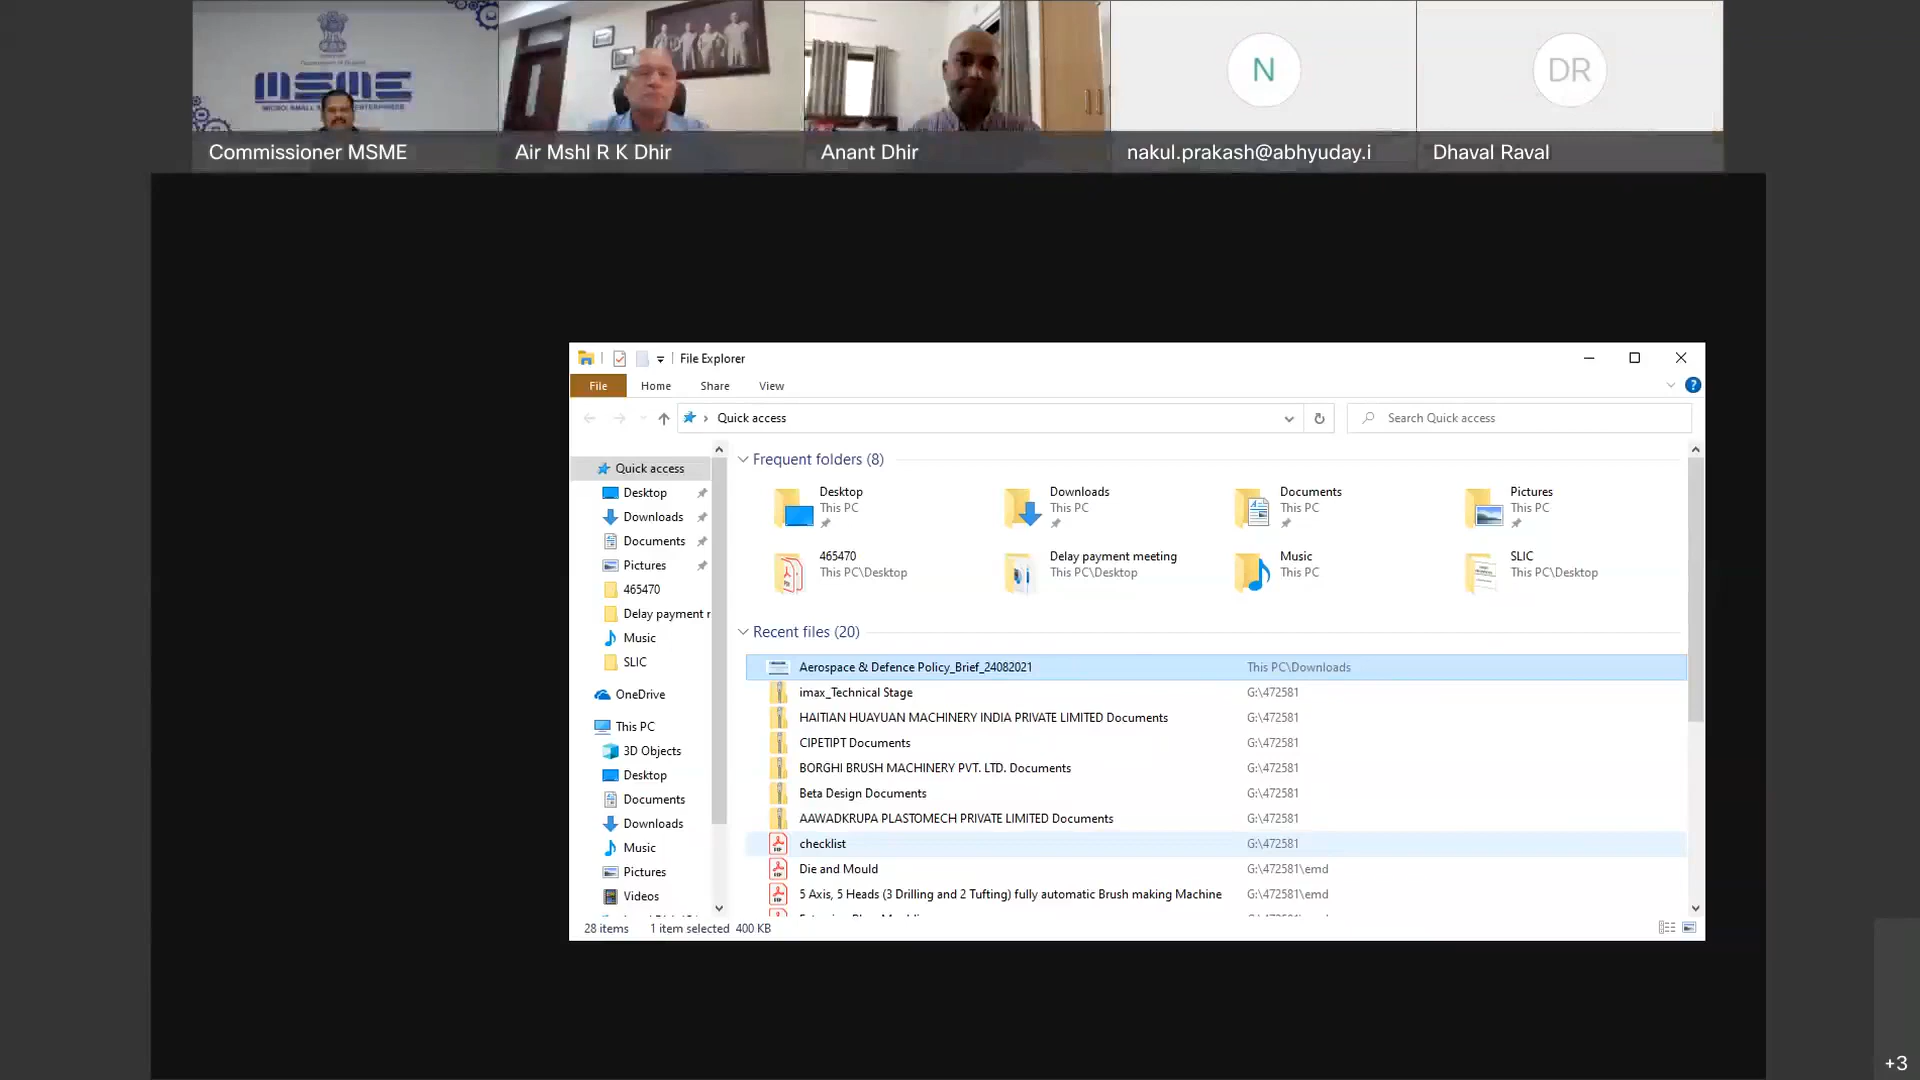 MSME
MICRO, SMALL & MEDIUM ENTERPRISES
N
DR
Commissioner MSME
Air Mshl R K Dhir
Anant Dhir
nakul.prakash@abhyuday.i
Dhaval Raval
File Explorer
File
Home
Share
View
?
Quick access
Search Quick access
Quick access
Desktop
Downloads
Documents
Pictures
465470
Delay payment r
Music
SLIC
OneDrive
This PC
3D Objects
Desktop
Documents
Downloads
Music
Pictures
Videos
Frequent folders (8)
Desktop
This PC
Downloads
This PC
Documents
This PC
Pictures
This PC
465470
This PC\Desktop
Delay payment meeting
This PC\Desktop
Music
This PC
SLIC
This PC\Desktop
Recent files (20)
Aerospace & Defence Policy_Brief_24082021 This PC\Downloads
imax_Technical Stage G:\472581
HAITIAN HUAYUAN MACHINERY INDIA PRIVATE LIMITED Documents G:\472581
CIPETIPT Documents G:\472581
BORGHI BRUSH MACHINERY PVT. LTD. Documents G:\472581
Beta Design Documents G:\472581
AAWADKRUPA PLASTOMECH PRIVATE LIMITED Documents G:\472581
checklist G:\472581
Die and Mould G:\472581\emd
5 Axis, 5 Heads (3 Drilling and 2 Tufting) fully automatic Brush making Machine G:\472581\emd
28 items 1 item selected 400 KB
+3